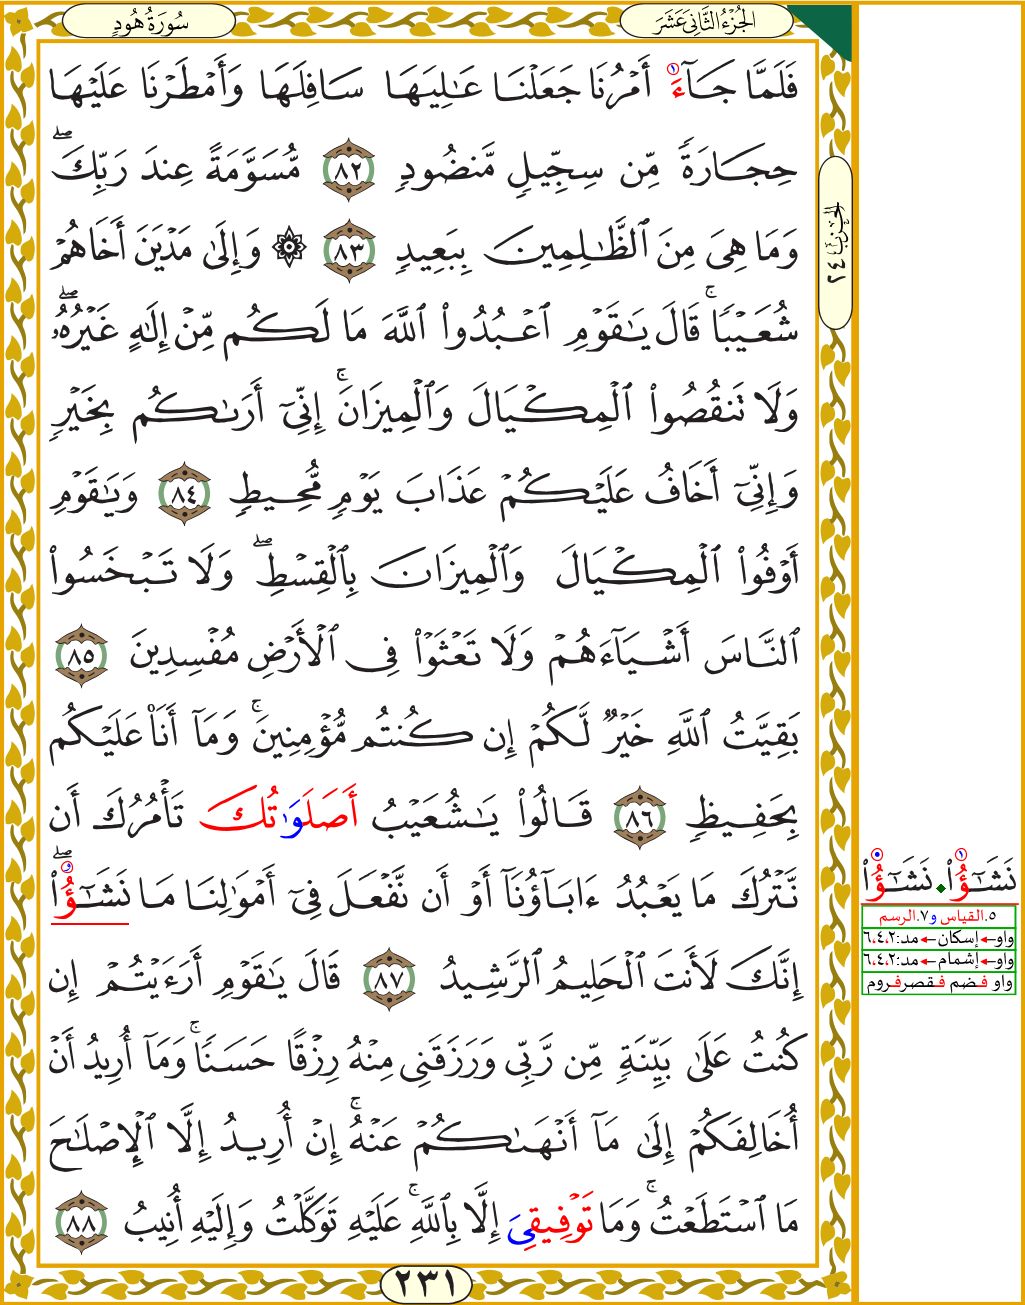 سُورَةُ هُودٍ
الجُزْءُ الثَّانِيَ عَشَرَ
فَلَمَّا جَآءَ ١ أَمْرُنَا جَعَلْنَا عَٰلِيَهَا سَافِلَهَا وَأَمْطَرْنَا عَلَيْهَا
حِجَارَةً مِّن سِجِّيلٍ مَّنضُودٍ ٨٢ مُّسَوَّمَةً عِندَ رَبِّكَۖ
وَمَا هِىَ مِنَ ٱلظَّٰلِمِينَ بِبَعِيدٍ ٨٣ ۞ وَإِلَىٰ مَدْيَنَ أَخَاهُمْ
شُعَيْبًاۚ قَالَ يَٰقَوْمِ ٱعْبُدُوا۟ ٱللَّهَ مَا لَكُم مِّنْ إِلَٰهٍ غَيْرُهُۥۖ
وَلَا تَنقُصُوا۟ ٱلْمِكْيَالَ وَٱلْمِيزَانَۚ إِنِّىٓ أَرَىٰكُم بِخَيْرٍ
وَإِنِّىٓ أَخَافُ عَلَيْكُمْ عَذَابَ يَوْمٍ مُّحِيطٍ ٨٤ وَيَٰقَوْمِ
أَوْفُوا۟ ٱلْمِكْيَالَ وَٱلْمِيزَانَ بِٱلْقِسْطِۖ وَلَا تَبْخَسُوا۟
ٱلنَّاسَ أَشْيَآءَهُمْ وَلَا تَعْثَوْا۟ فِى ٱلْأَرْضِ مُفْسِدِينَ ٨٥
بَقِيَّتُ ٱللَّهِ خَيْرٌ لَّكُمْ إِن كُنتُم مُّؤْمِنِينَۚ وَمَآ أَنَا۠ عَلَيْكُم
بِحَفِيظٍ ٨٦ قَالُوا۟ يَٰشُعَيْبُ أَصَلَوَٰتُكَ تَأْمُرُكَ أَن
نَّتْرُكَ مَا يَعْبُدُ ءَابَآؤُنَآ أَوْ أَن نَّفْعَلَ فِىٓ أَمْوَٰلِنَا مَا نَشَٰٓؤُا۟ۖ
إِنَّكَ لَأَنتَ ٱلْحَلِيمُ ٱلرَّشِيدُ ٨٧ قَالَ يَٰقَوْمِ أَرَءَيْتُمْ إِن
كُنتُ عَلَىٰ بَيِّنَةٍ مِّن رَّبِّى وَرَزَقَنِى مِنْهُ رِزْقًا حَسَنًاۚ وَمَآ أُرِيدُ أَنْ
أُخَالِفَكُمْ إِلَىٰ مَآ أَنْهَىٰكُمْ عَنْهُۚ إِنْ أُرِيدُ إِلَّا ٱلْإِصْلَٰحَ
مَا ٱسْتَطَعْتُۚ وَمَا تَوْفِيقِىَ إِلَّا بِٱللَّهِۚ عَلَيْهِ تَوَكَّلْتُ وَإِلَيْهِ أُنِيبُ ٨٨
٢٣١
الحزب ٢٤
نَشَٰٓؤُا۟ ١ . نَشَٰٓؤُا۟
٥.القياس و٧.الرسم
واو←إسكان←مد:٦،٤،٢
واو←إشمام←مد:٦،٤،٢
واو فضم فقصرفروم